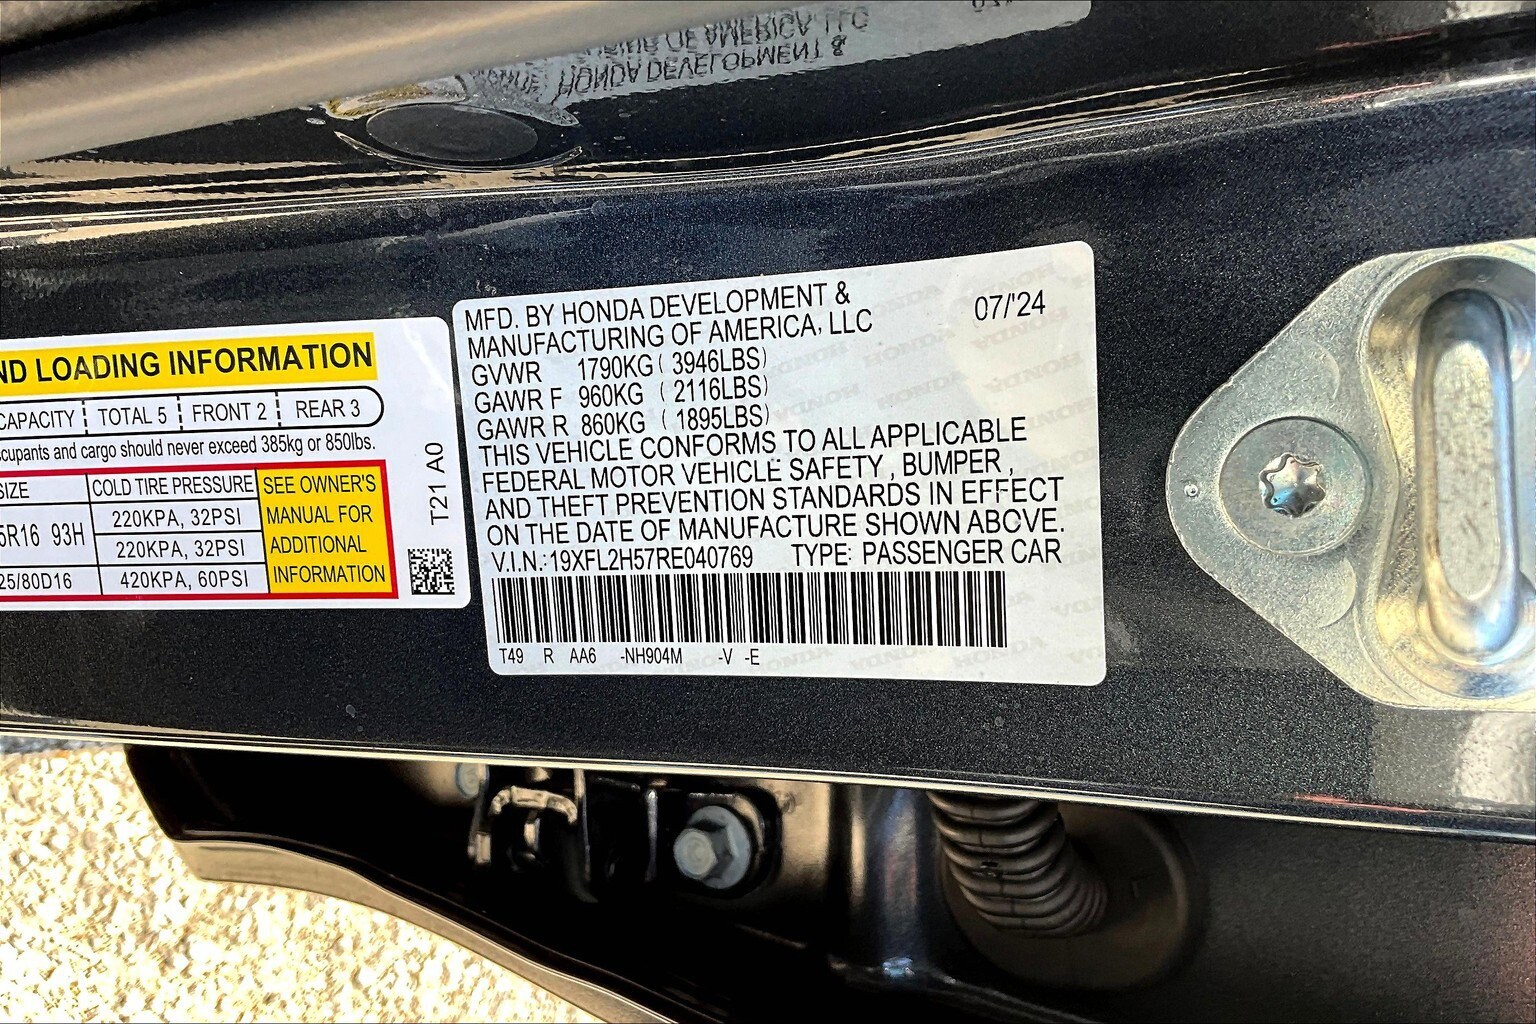 ND LOADING INFORMATION
CAPACITY TOTAL 5 FRONT 2 REAR 3
cupants and cargo should never exceed 385kg or 850lbs.
SIZE COLD TIRE PRESSURE SEE OWNER'S
MANUAL FOR
ADDITIONAL
INFORMATION
5R16 93H 220KPA, 32PSI
220KPA, 32PSI
25/80D16 420KPA, 60PSI
T21 A0
MFD. BY HONDA DEVELOPMENT &
MANUFACTURING OF AMERICA, LLC
07/'24
GVWR 1790KG ( 3946LBS)
GAWR F 960KG ( 2116LBS)
GAWR R 860KG ( 1895LBS)
THIS VEHICLE CONFORMS TO ALL APPLICABLE
FEDERAL MOTOR VEHICLE SAFETY , BUMPER ,
AND THEFT PREVENTION STANDARDS IN EFFECT
ON THE DATE OF MANUFACTURE SHOWN ABOVE.
V.I.N.:19XFL2H57RE040769 TYPE: PASSENGER CAR
T49 R AA6 -NH904M -V -E